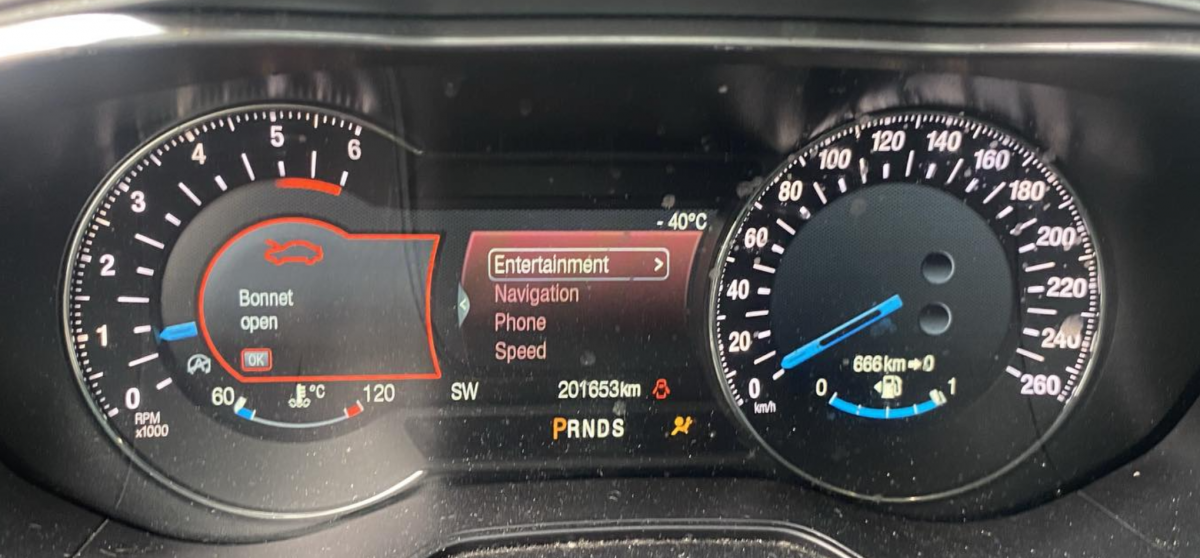 5
4
6
3
2
1
0
RPM
x1000
Bonnet
open
OK
60
°C
120
- 40°C
Entertainment >
Navigation
Phone
Speed
SW
201653km
PRNDS
120
140
100
160
80
180
60
200
40
220
20
240
0
260
km/h
666km➔0
0
1